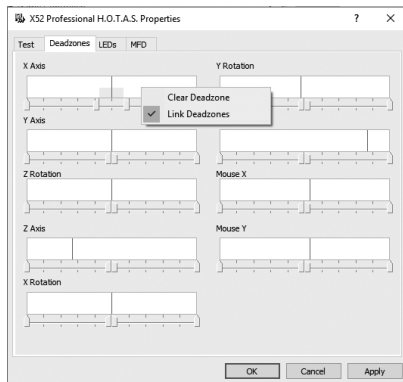 X52 Professional H.O.T.A.S. Properties ? ×
Test Deadzones LEDs MFD
X Axis Y Rotation
Clear Deadzone
Link Deadzones
Y Axis
Z Rotation Mouse X
Z Axis Mouse Y
X Rotation
OK Cancel Apply